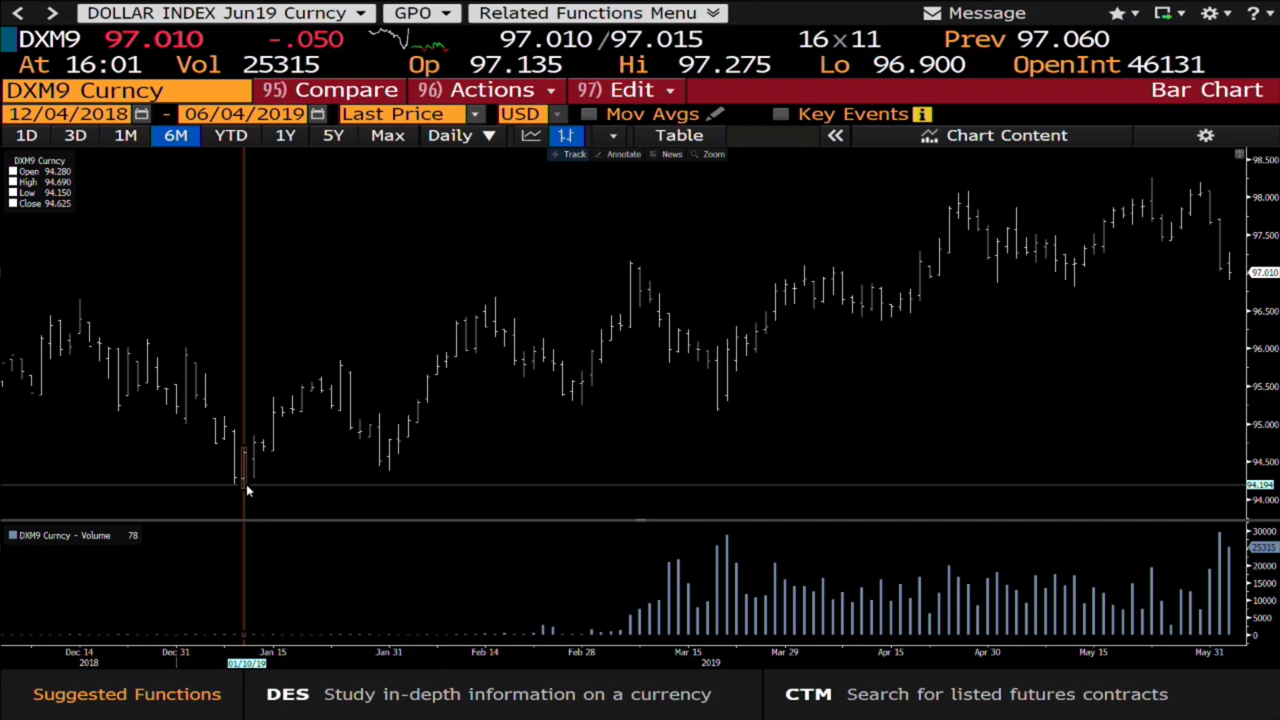 DOLLAR INDEX Jun19 Curncy GPO Related Functions Menu Message
DXM9 97.010 -.050 97.010 /97.015 16 x 11 Prev 97.060
At 16:01 Vol 25315 Op 97.135 Hi 97.275 Lo 96.900 OpenInt 46131
DXM9 Curncy 95) Compare 96) Actions 97) Edit Bar Chart
12/04/2018 - 06/04/2019 Last Price USD Mov Avgs Key Events
1D 3D 1M 6M YTD 1Y 5Y Max Daily Table Chart Content
Track Annotate News Zoom
DXM9 Curncy
Open 94.280
High 94.690
Low 94.150
Close 94.625
98.500
98.000
97.500
97.010
96.500
96.000
95.500
95.000
94.500
94.194
94.000
DXM9 Curncy - Volume 78
30000
25315
20000
15000
10000
5000
0
Dec 14 Dec 31 Jan 15 Jan 31 Feb 14 Feb 28 Mar 15 Mar 29 Apr 15 Apr 30 May 15 May 31
2018 01/10/19 2019
Suggested Functions DES Study in-depth information on a currency CTM Search for listed futures contracts